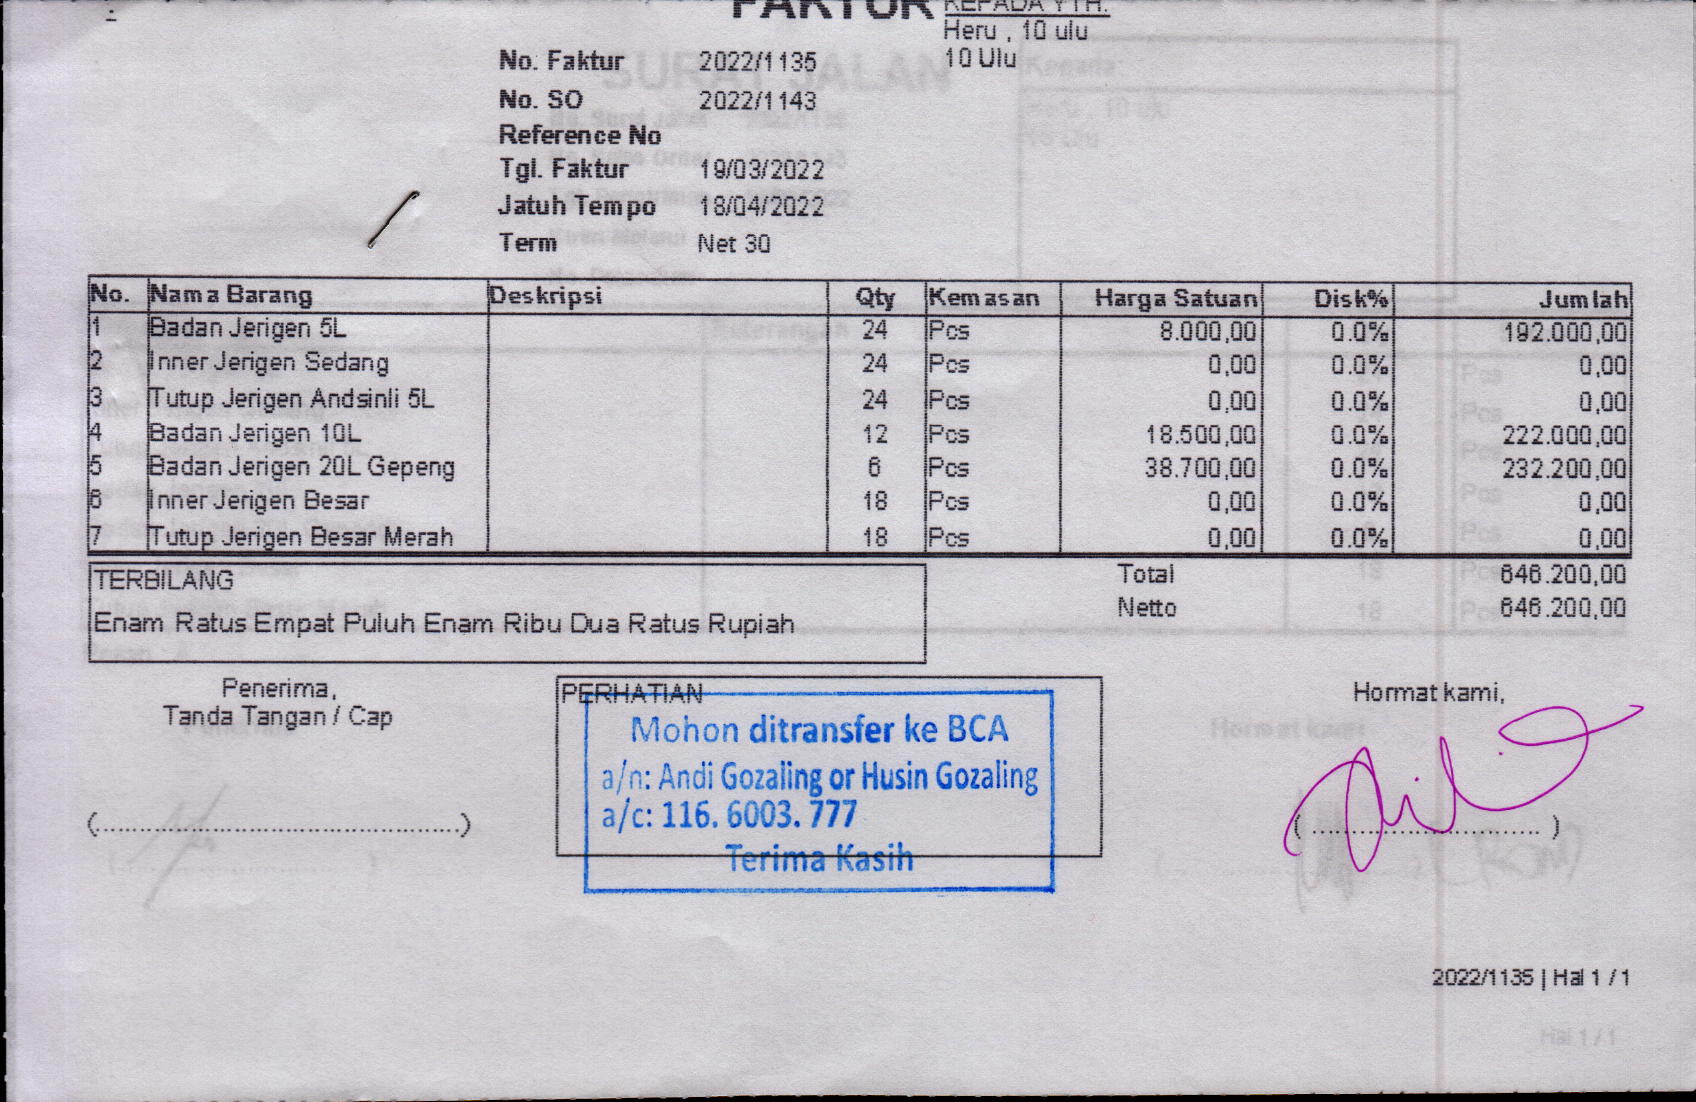 FAKTUR
KEPADA YTH.
Heru , 10 ulu
10 Ulu
No. Faktur 2022/1135
No. SO 2022/1143
Reference No
Tgl. Faktur 19/03/2022
Jatuh Tempo 18/04/2022
Term Net 30
No. Nama Barang Deskripsi Qty Kemasan Harga Satuan Disk% Jumlah
1 Badan Jerigen 5L 24 Pcs 8.000,00 0.0% 192.000,00
2 Inner Jerigen Sedang 24 Pcs 0,00 0.0% 0,00
3 Tutup Jerigen Andsinli 5L 24 Pcs 0,00 0.0% 0,00
4 Badan Jerigen 10L 12 Pcs 18.500,00 0.0% 222.000,00
5 Badan Jerigen 20L Gepeng 6 Pcs 38.700,00 0.0% 232.200,00
6 Inner Jerigen Besar 18 Pcs 0,00 0.0% 0,00
7 Tutup Jerigen Besar Merah 18 Pcs 0,00 0.0% 0,00
TERBILANG
Enam Ratus Empat Puluh Enam Ribu Dua Ratus Rupiah
Total 646.200,00
Netto 646.200,00
Penerima,
Tanda Tangan / Cap
(..................................................)
PERHATIAN
Mohon ditransfer ke BCA
a/n: Andi Gozaling or Husin Gozaling
a/c: 116. 6003. 777
Terima Kasih
Hormat kami,
( ................................ )
2022/1135 | Hal 1 / 1
SURAT JALAN
Kepada:
Hormat kami
Hal 1 / 1